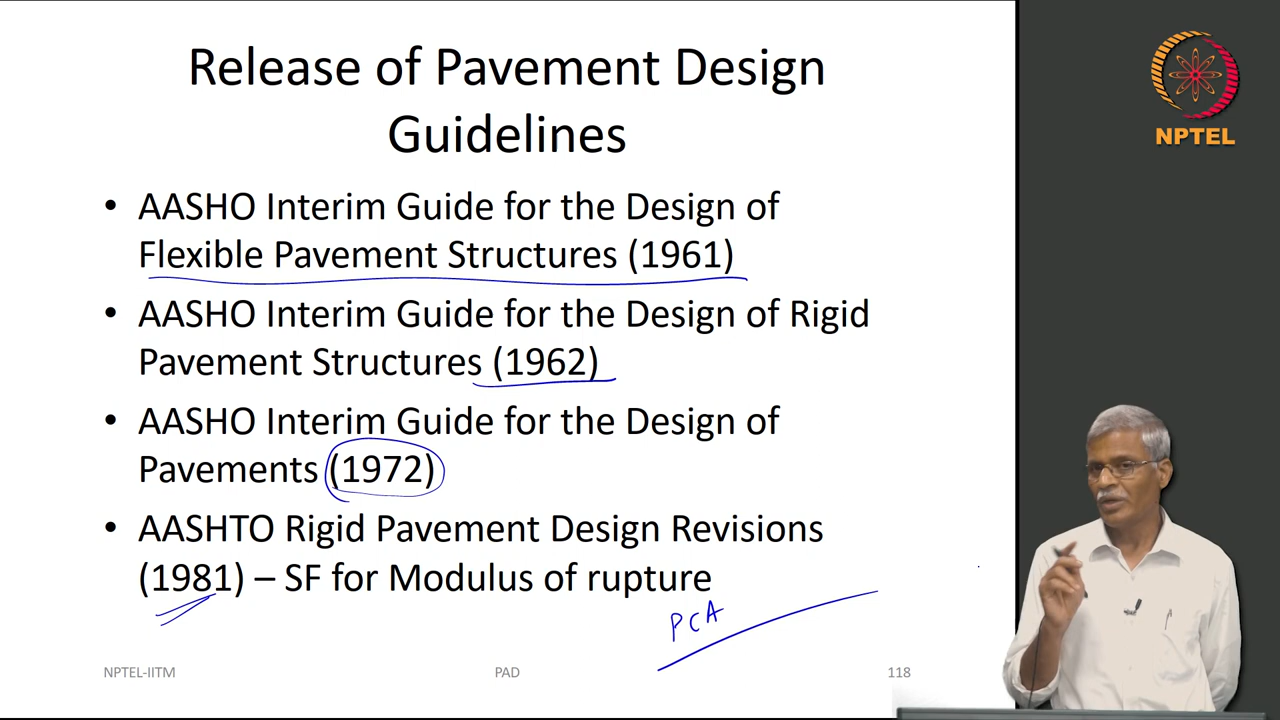 Release of Pavement Design
Guidelines
• AASHO Interim Guide for the Design of
Flexible Pavement Structures (1961)
• AASHO Interim Guide for the Design of Rigid
Pavement Structures (1962)
• AASHO Interim Guide for the Design of
Pavements (1972)
• AASHTO Rigid Pavement Design Revisions
(1981) – SF for Modulus of rupture
PCA
NPTEL-IITM
PAD
118
NPTEL